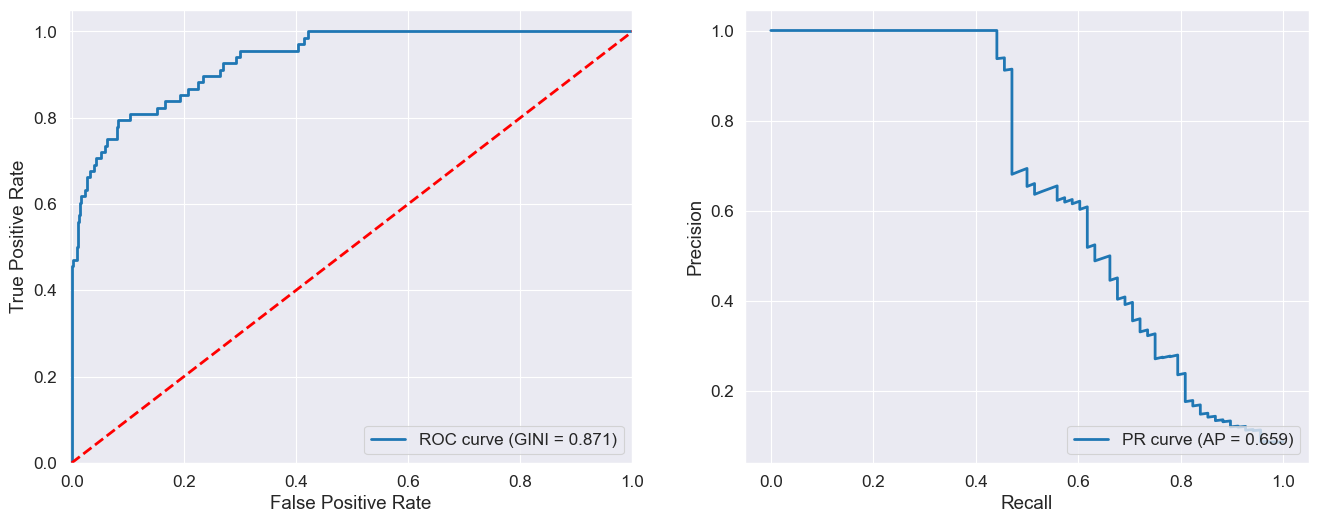 1.0
0.8
0.6
0.4
0.2
0.0
True Positive Rate
0.0 0.2 0.4 0.6 0.8 1.0
False Positive Rate
ROC curve (GINI = 0.871)
1.0
0.8
0.6
0.4
0.2
Precision
0.0 0.2 0.4 0.6 0.8 1.0
Recall
PR curve (AP = 0.659)